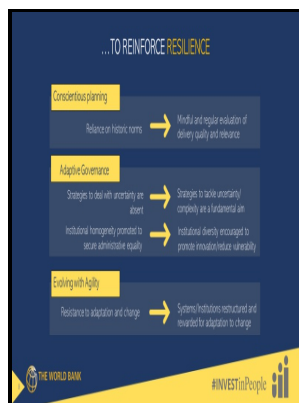 ...TO REINFORCE RESILIENCE
Conscientious planning
Reliance on historic norms
Mindful and regular evaluation of
delivery quality and relevance
Adaptive Governance
Strategies to deal with uncertainty are
absent
Strategies to tackle uncertainty/
complexity are a fundamental aim
Institutional homogeneity promoted to
secure administrative equality
Institutional diversity encouraged to
promote innovation/reduce vulnerability
Evolving with Agility
Resistance to adaptation and change
Systems/Institutions restructured and
rewarded for adaptation to change
THE WORLD BANK
#INVESTinPeople